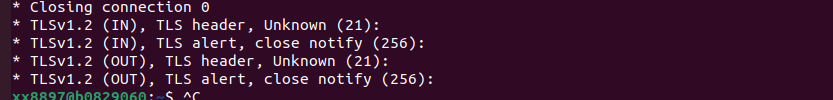 * Closing connection 0
* TLSv1.2 (IN), TLS header, Unknown (21):
* TLSv1.2 (IN), TLS alert, close notify (256):
* TLSv1.2 (OUT), TLS header, Unknown (21):
* TLSv1.2 (OUT), TLS alert, close notify (256):
xx8897@b0829060:~$ ^C